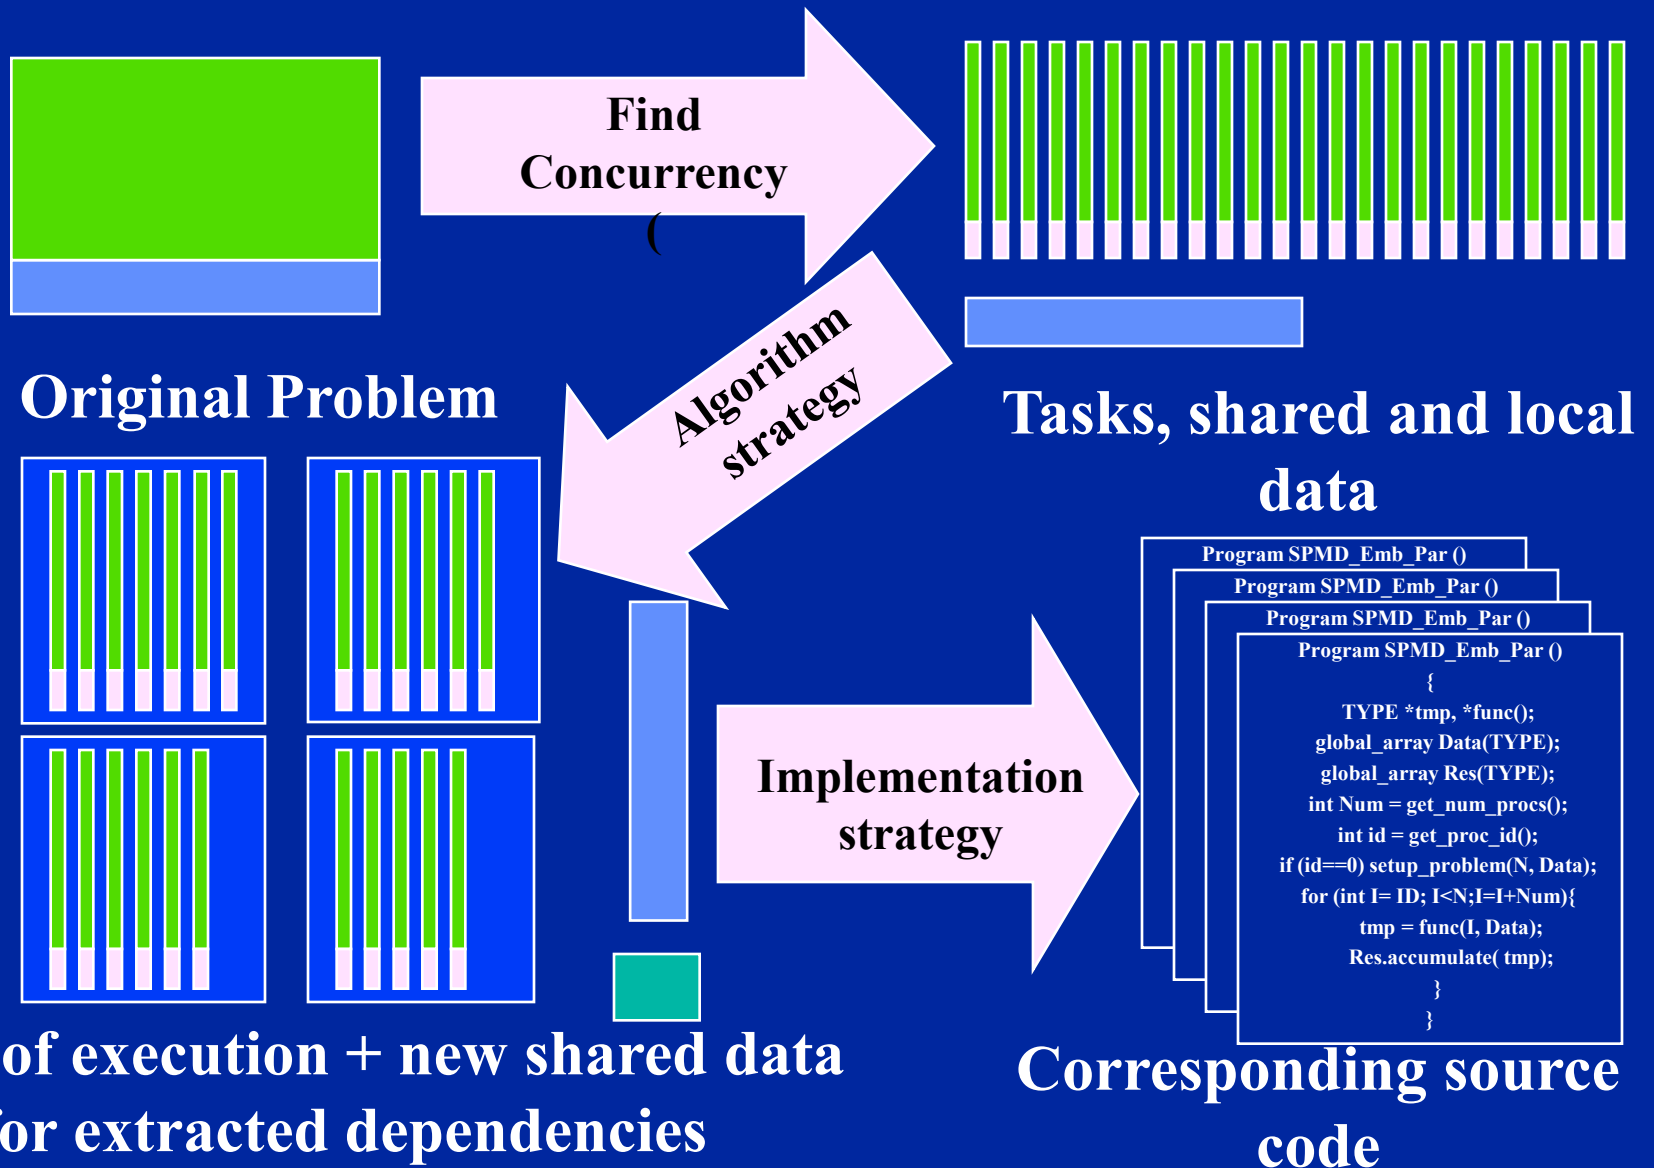 Find
Concurrency
(
Original Problem
Algorithm
strategy
Tasks, shared and local
data
Program SPMD_Emb_Par ()
Program SPMD_Emb_Par ()
Program SPMD_Emb_Par ()
Program SPMD_Emb_Par ()
{
TYPE *tmp, *func();
global_array Data(TYPE);
global_array Res(TYPE);
int Num = get_num_procs();
int id = get_proc_id();
if (id==0) setup_problem(N, Data);
for (int I= ID; I<N;I=I+Num){
tmp = func(I, Data);
Res.accumulate( tmp);
}
}
Implementation
strategy
of execution + new shared data
or extracted dependencies
Corresponding source
code